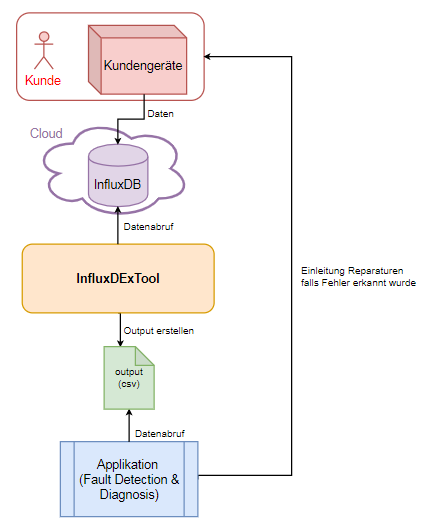 Kundengeräte
Kunde
Daten
Cloud
InfluxDB
Datenabruf
InfluxDExTool
Einleitung Reparaturen
falls Fehler erkannt wurde
Output erstellen
output
(csv)
Datenabruf
Applikation
(Fault Detection &
Diagnosis)